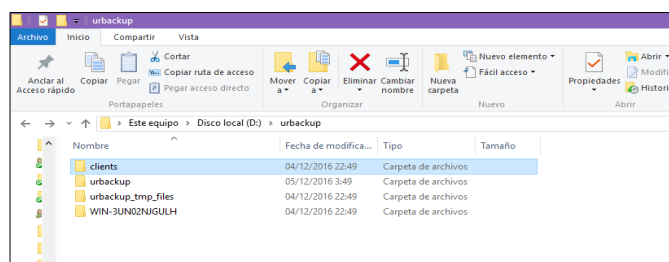 urbackup
Archivo Inicio Compartir Vista
Anclar al Acceso rápido
Copiar
Pegar
Cortar
Copiar ruta de acceso
Pegar acceso directo
Portapapeles
Mover a
Copiar a
Eliminar
Cambiar nombre
Organizar
Nueva carpeta
Nuevo elemento
Fácil acceso
Nuevo
Propiedades
Abrir
Modifi
Histori
Abrir
Este equipo > Disco local (D:) > urbackup
Nombre Fecha de modifica... Tipo Tamaño
clients 04/12/2016 22:49 Carpeta de archivos
urbackup 05/12/2016 3:49 Carpeta de archivos
urbackup_tmp_files 04/12/2016 22:49 Carpeta de archivos
WIN-3UN02NJGULH 04/12/2016 22:49 Carpeta de archivos